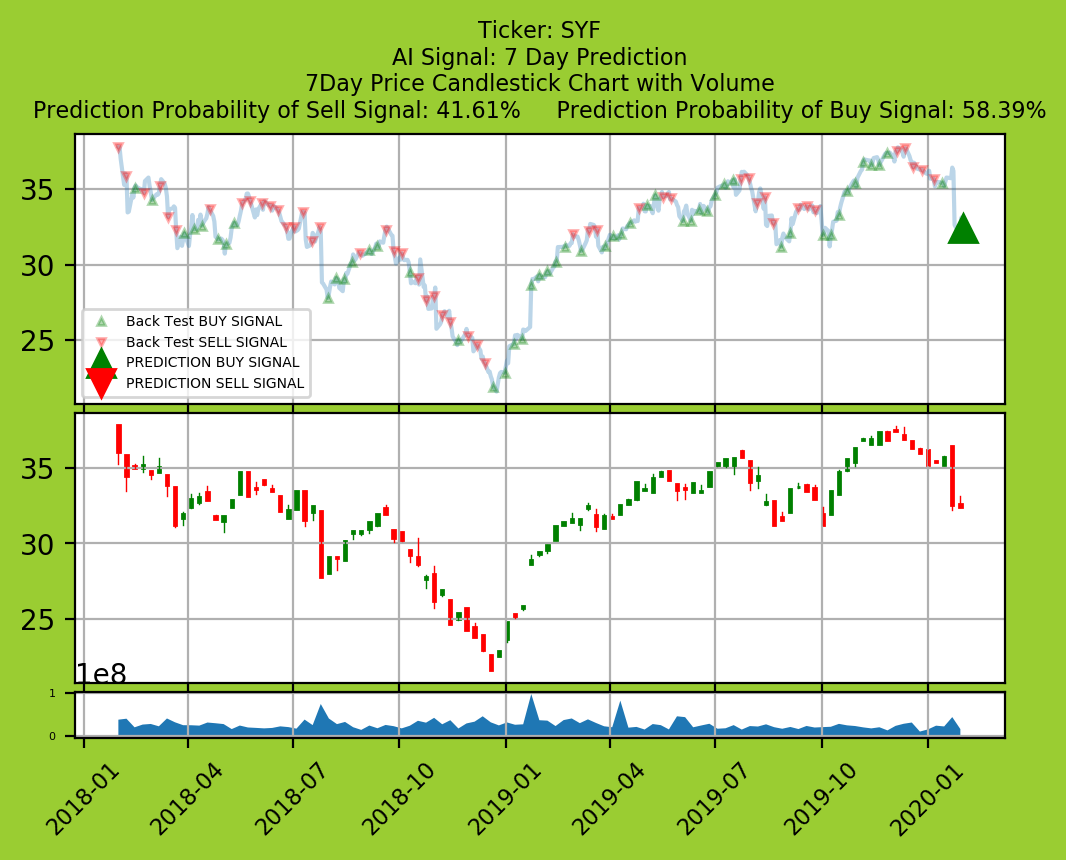 Ticker: SYF
AI Signal: 7 Day Prediction
7Day Price Candlestick Chart with Volume
Prediction Probability of Sell Signal: 41.61%     Prediction Probability of Buy Signal: 58.39%
35
30
25
Back Test BUY SIGNAL
Back Test SELL SIGNAL
PREDICTION BUY SIGNAL
PREDICTION SELL SIGNAL
35
30
25
1e8
1
0
2018-01
2018-04
2018-07
2018-10
2019-01
2019-04
2019-07
2019-10
2020-01